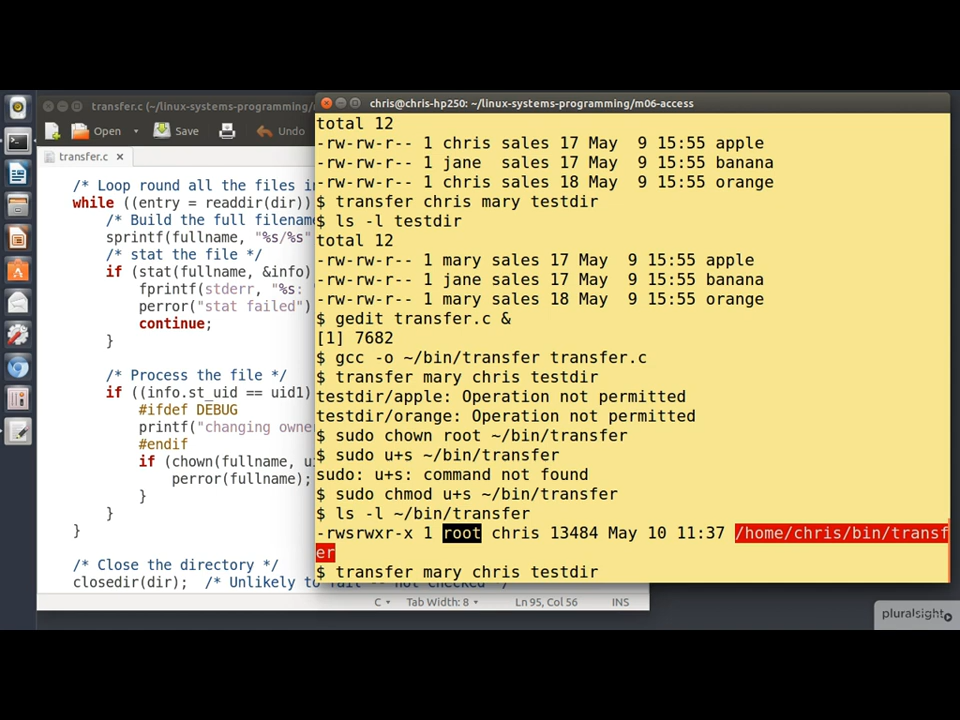 transfer.c (~/linux-systems-programming/
Open Save Undo
transfer.c
/* Loop round all the files in
while ((entry = readdir(dir))
/* Build the full filename
sprintf(fullname, "%s/%s"
/* stat the file */
if (stat(fullname, &info)
fprintf(stderr, "%s:
perror("stat failed")
continue;
}
/* Process the file */
if ((info.st_uid == uid1)
#ifdef DEBUG
printf("changing owne
#endif
if (chown(fullname, ui
perror(fullname);
}
}
}
/* Close the directory */
closedir(dir); /* Unlikely to fail -- not checked */
C Tab Width: 8 Ln 95, Col 56 INS
chris@chris-hp250: ~/linux-systems-programming/m06-access
total 12
-rw-rw-r-- 1 chris sales 17 May 9 15:55 apple
-rw-rw-r-- 1 jane sales 17 May 9 15:55 banana
-rw-rw-r-- 1 chris sales 18 May 9 15:55 orange
$ transfer chris mary testdir
$ ls -l testdir
total 12
-rw-rw-r-- 1 mary sales 17 May 9 15:55 apple
-rw-rw-r-- 1 jane sales 17 May 9 15:55 banana
-rw-rw-r-- 1 mary sales 18 May 9 15:55 orange
$ gedit transfer.c &
[1] 7682
$ gcc -o ~/bin/transfer transfer.c
$ transfer mary chris testdir
testdir/apple: Operation not permitted
testdir/orange: Operation not permitted
$ sudo chown root ~/bin/transfer
$ sudo u+s ~/bin/transfer
sudo: u+s: command not found
$ sudo chmod u+s ~/bin/transfer
$ ls -l ~/bin/transfer
-rwsrwxr-x 1 root chris 13484 May 10 11:37 /home/chris/bin/transf
er
$ transfer mary chris testdir
pluralsight